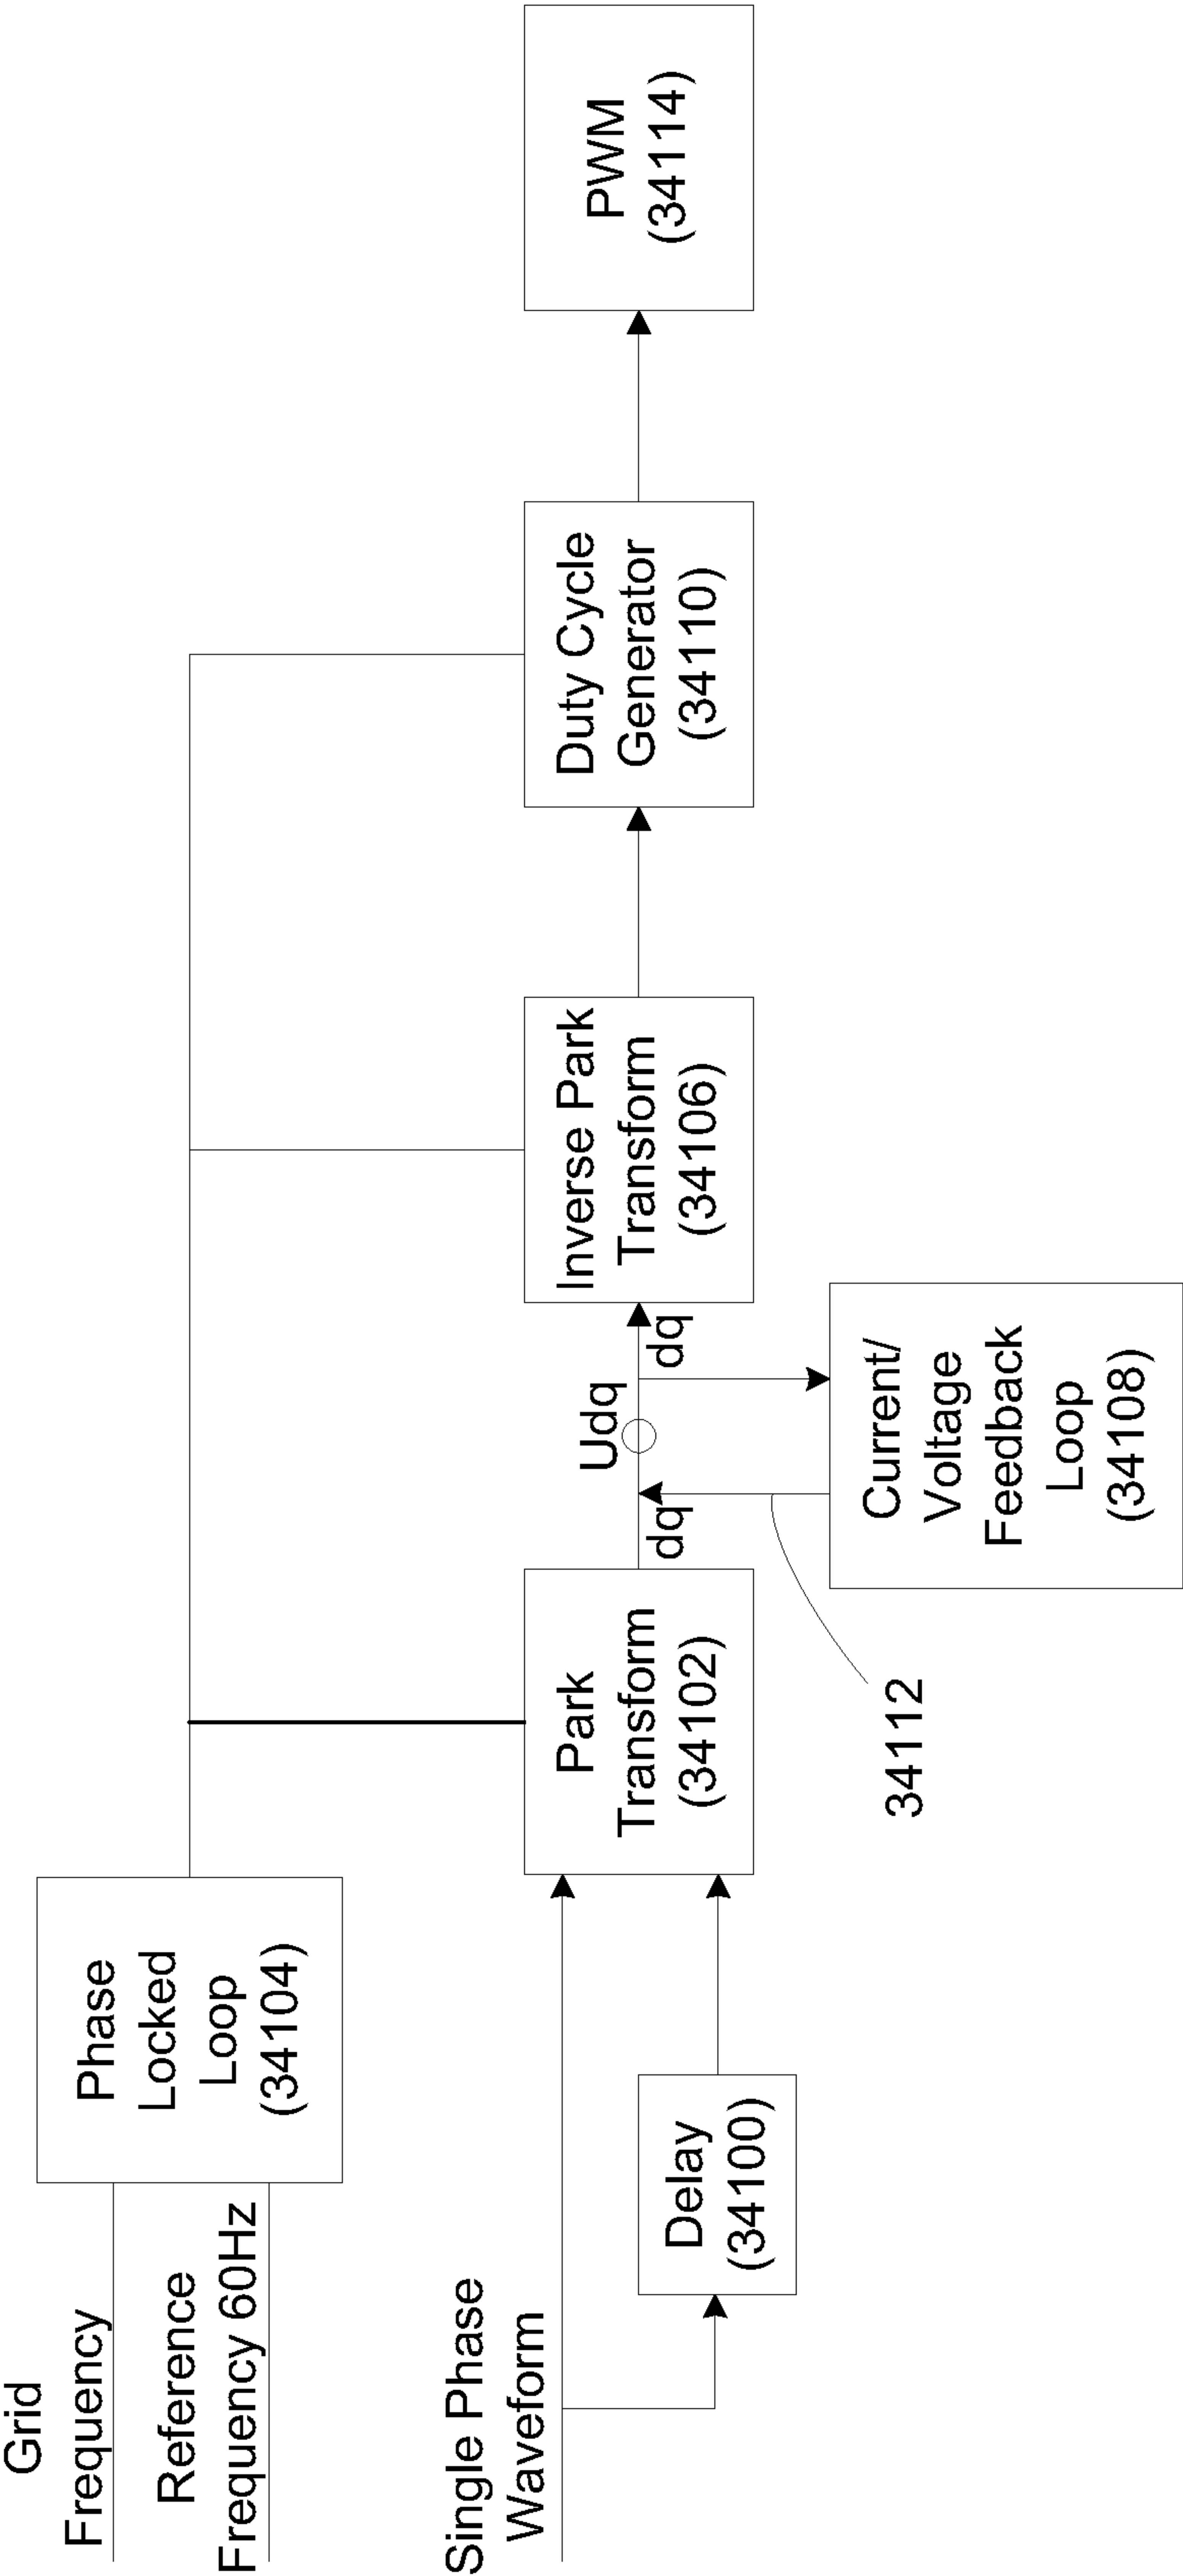 Grid
Frequency
Reference
Frequency 60Hz
Phase
Locked
Loop
(34104)
Single Phase
Waveform
Delay
(34100)
Park
Transform
(34102)
dq
Udq
dq
34112
Current/
Voltage
Feedback
Loop
(34108)
Inverse Park
Transform
(34106)
Duty Cycle
Generator
(34110)
PWM
(34114)